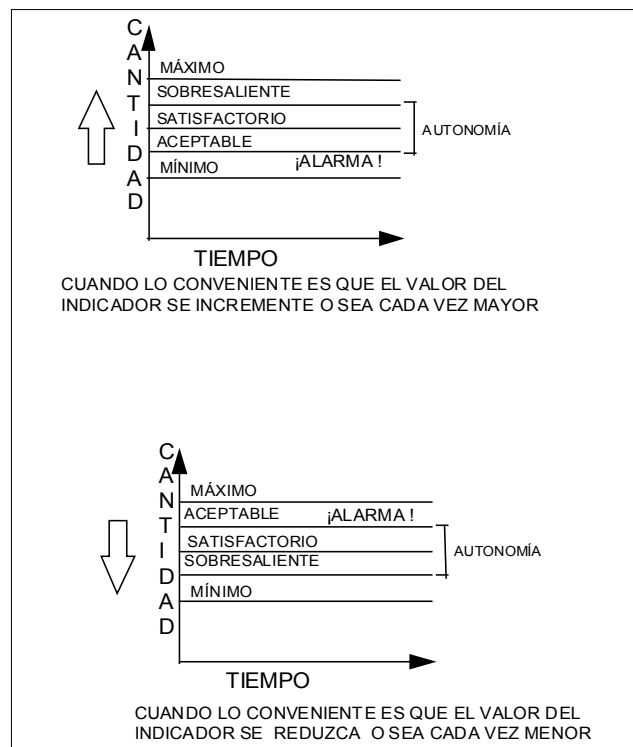 CANTIDAD
MÁXIMO
SOBRESALIENTE
SATISFACTORIO
ACEPTABLE
¡ALARMA !
MÍNIMO
AUTONOMÍA
TIEMPO
CUANDO LO CONVENIENTE ES QUE EL VALOR DEL
INDICADOR SE INCREMENTE O SEA CADA VEZ MAYOR
CANTIDAD
MÁXIMO
ACEPTABLE
¡ALARMA !
SATISFACTORIO
SOBRESALIENTE
MÍNIMO
AUTONOMÍA
TIEMPO
CUANDO LO CONVENIENTE ES QUE EL VALOR DEL
INDICADOR SE REDUZCA O SEA CADA VEZ MENOR